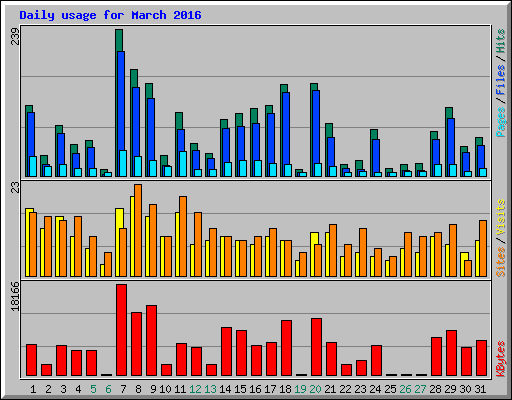 Daily usage for March 2016
239
Pages / Files / Hits
23
Sites / Visits
18166
KBytes
1 2 3 4 5 6 7 8 9 10 11 12 13 14 15 16 17 18 19 20 21 22 23 24 25 26 27 28 29 30 31